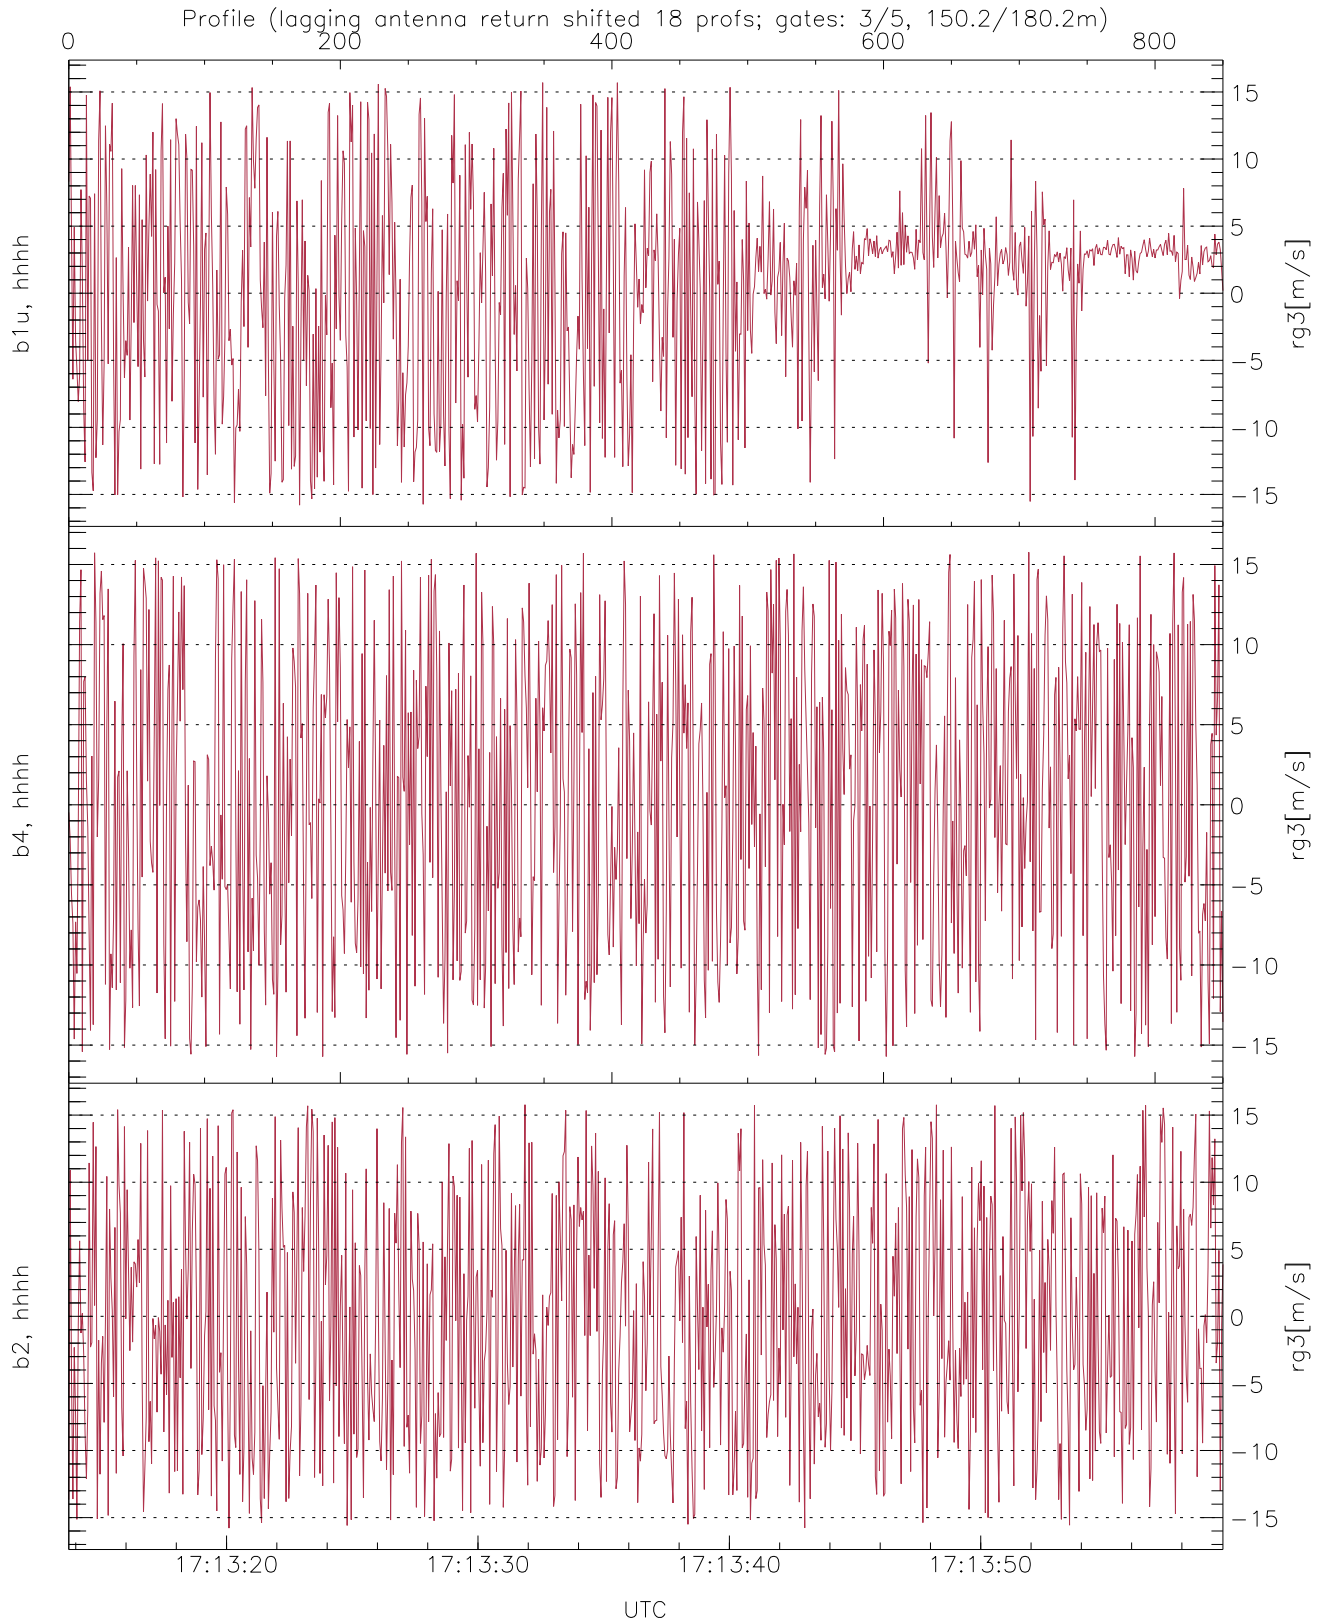 Profile (lagging antenna return shifted 18 profs; gates: 3/5, 150.2/180.2m)
0 200 400 600 800
b1u, hhhh
15
10
5
0
-5
-10
-15
rg3[m/s]
b4, hhhh
15
10
5
0
-5
-10
-15
rg3[m/s]
b2, hhhh
15
10
5
0
-5
-10
-15
rg3[m/s]
17:13:20 17:13:30 17:13:40 17:13:50
UTC